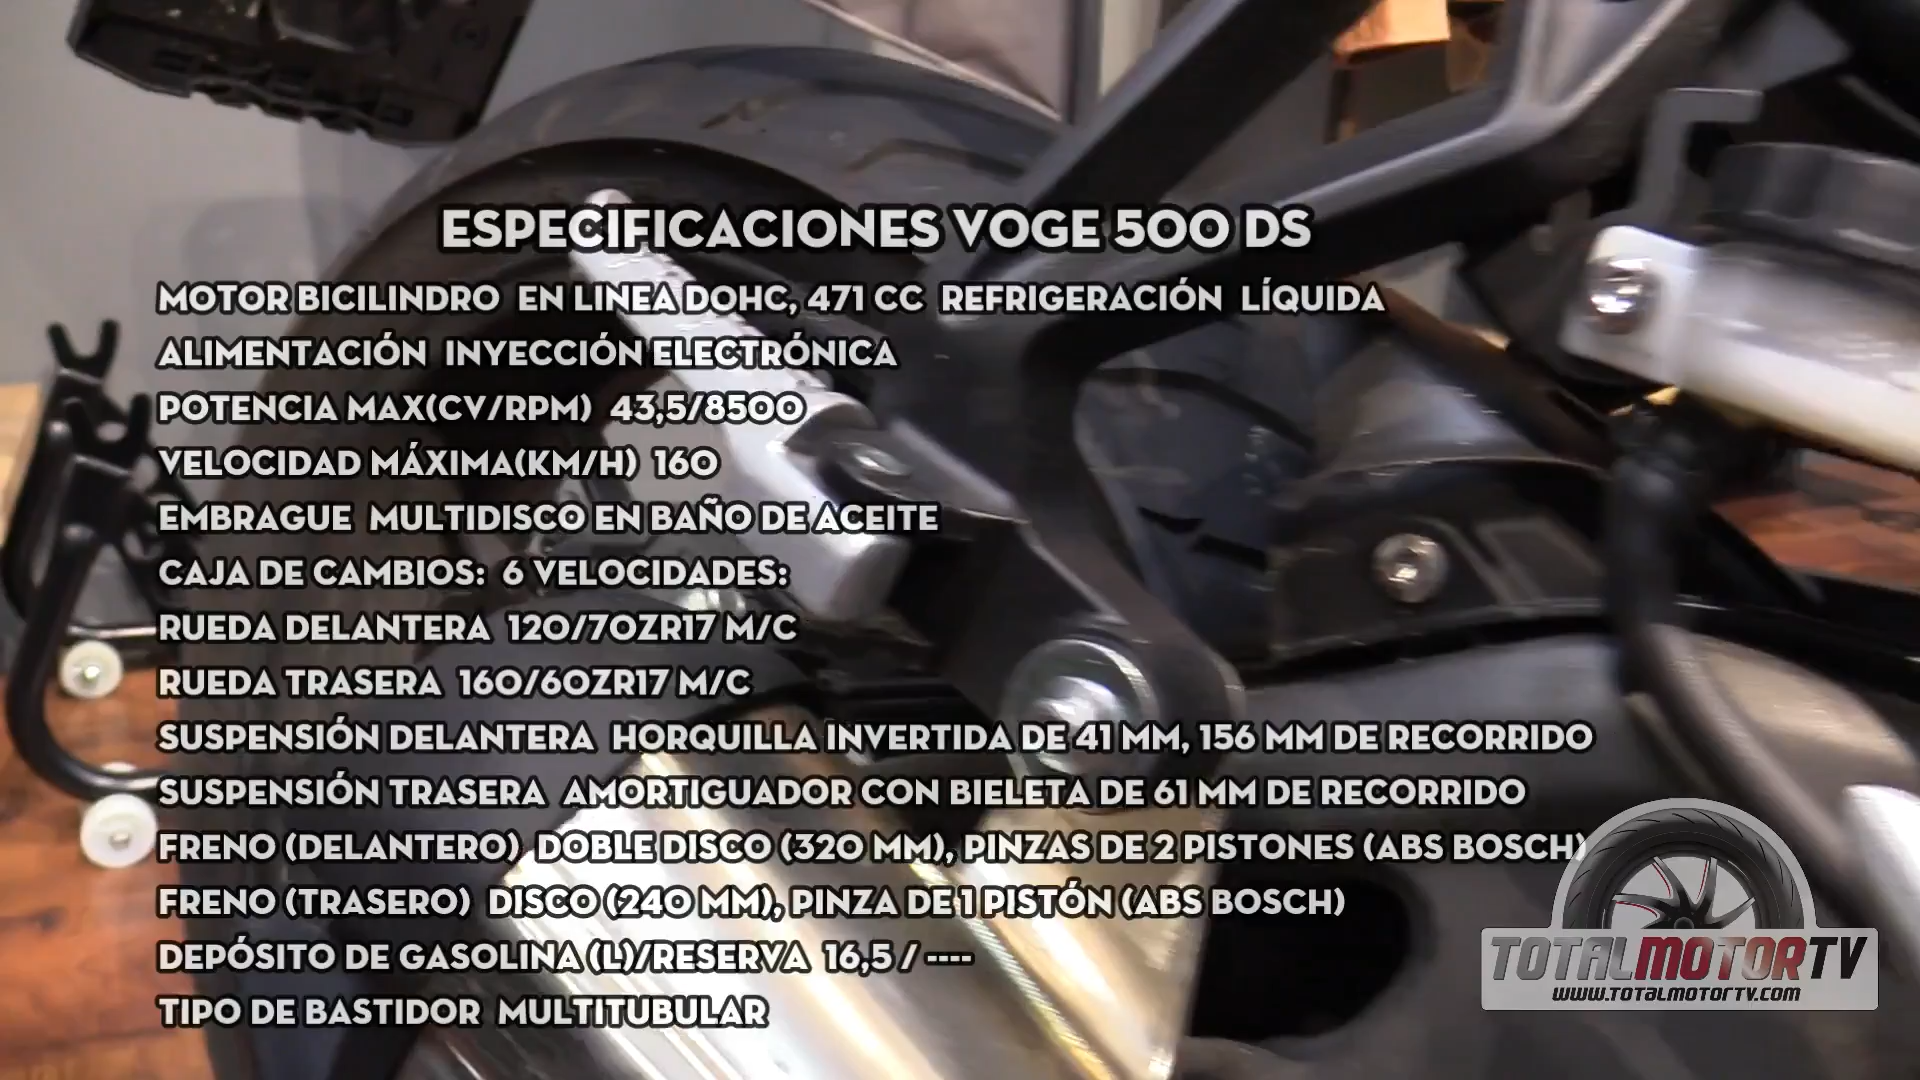 ESPECIFICACIONES VOGE 500 DS
MOTOR BICILINDRO EN LINEA DOHC, 471 CC REFRIGERACIÓN LÍQUIDA
ALIMENTACIÓN INYECCIÓN ELECTRÓNICA
POTENCIA MAX(CV/RPM) 43,5/8500
VELOCIDAD MÁXIMA(KM/H) 160
EMBRAGUE MULTIDISCO EN BAÑO DE ACEITE
CAJA DE CAMBIOS: 6 VELOCIDADES:
RUEDA DELANTERA 120/70ZR17 M/C
RUEDA TRASERA 160/60ZR17 M/C
SUSPENSIÓN DELANTERA HORQUILLA INVERTIDA DE 41 MM, 156 MM DE RECORRIDO
SUSPENSIÓN TRASERA AMORTIGUADOR CON BIELETA DE 61 MM DE RECORRIDO
FRENO (DELANTERO) DOBLE DISCO (320 MM), PINZAS DE 2 PISTONES (ABS BOSCH)
FRENO (TRASERO) DISCO (240 MM), PINZA DE 1 PISTÓN (ABS BOSCH)
DEPÓSITO DE GASOLINA (L)/RESERVA 16,5 / ----
TIPO DE BASTIDOR MULTITUBULAR
TOTALMOTORTV
WWW.TOTALMOTORTV.COM